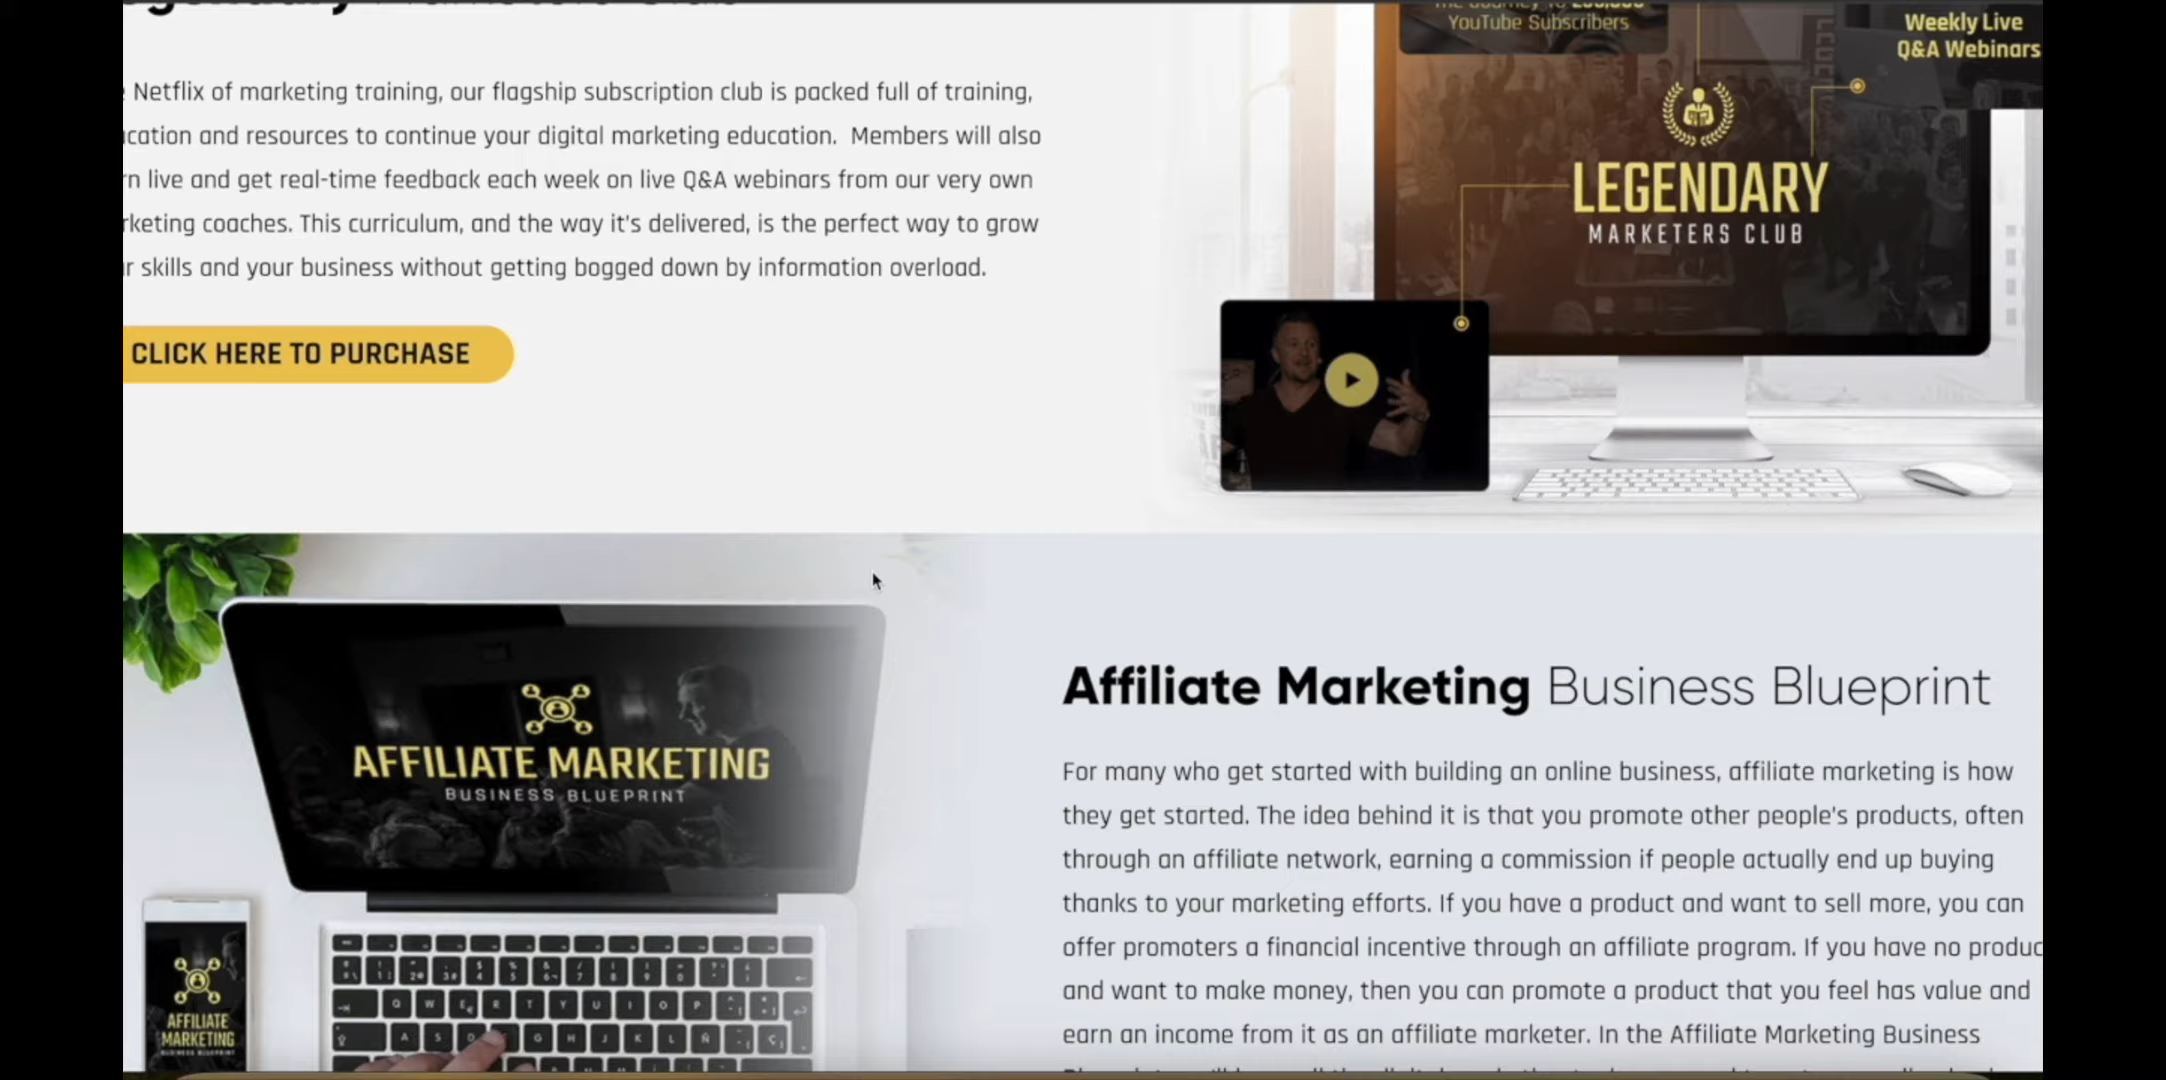 YouTube Subscribers
Weekly Live
Q&A Webinars
Netflix of marketing training, our flagship subscription club is packed full of training,
cation and resources to continue your digital marketing education. Members will also
n live and get real-time feedback each week on live Q&A webinars from our very own
rketing coaches. This curriculum, and the way it's delivered, is the perfect way to grow
r skills and your business without getting bogged down by information overload.
CLICK HERE TO PURCHASE
LEGENDARY
MARKETERS CLUB
AFFILIATE MARKETING
BUSINESS BLUEPRINT
AFFILIATE
MARKETING
BUSINESS BLUEPRINT
Affiliate Marketing Business Blueprint
For many who get started with building an online business, affiliate marketing is how
they get started. The idea behind it is that you promote other people's products, often
through an affiliate network, earning a commission if people actually end up buying
thanks to your marketing efforts. If you have a product and want to sell more, you can
offer promoters a financial incentive through an affiliate program. If you have no produc
and want to make money, then you can promote a product that you feel has value and
earn an income from it as an affiliate marketer. In the Affiliate Marketing Business